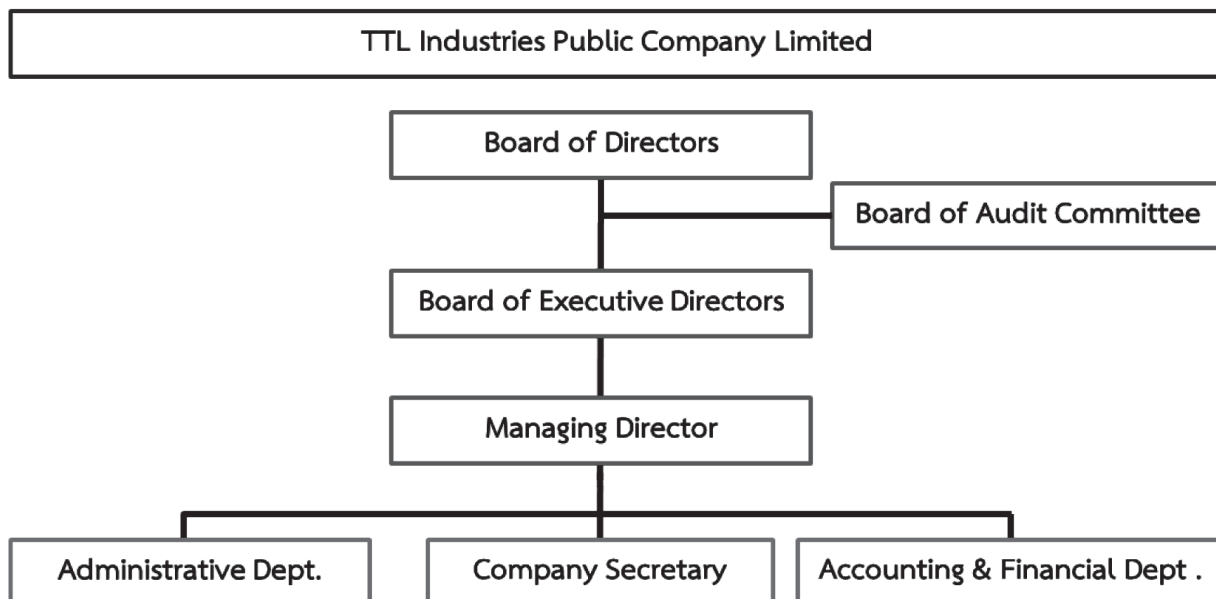 TTL Industries Public Company Limited
Board of Directors
Board of Audit Committee
Board of Executive Directors
Managing Director
Administrative Dept.
Company Secretary
Accounting & Financial Dept .